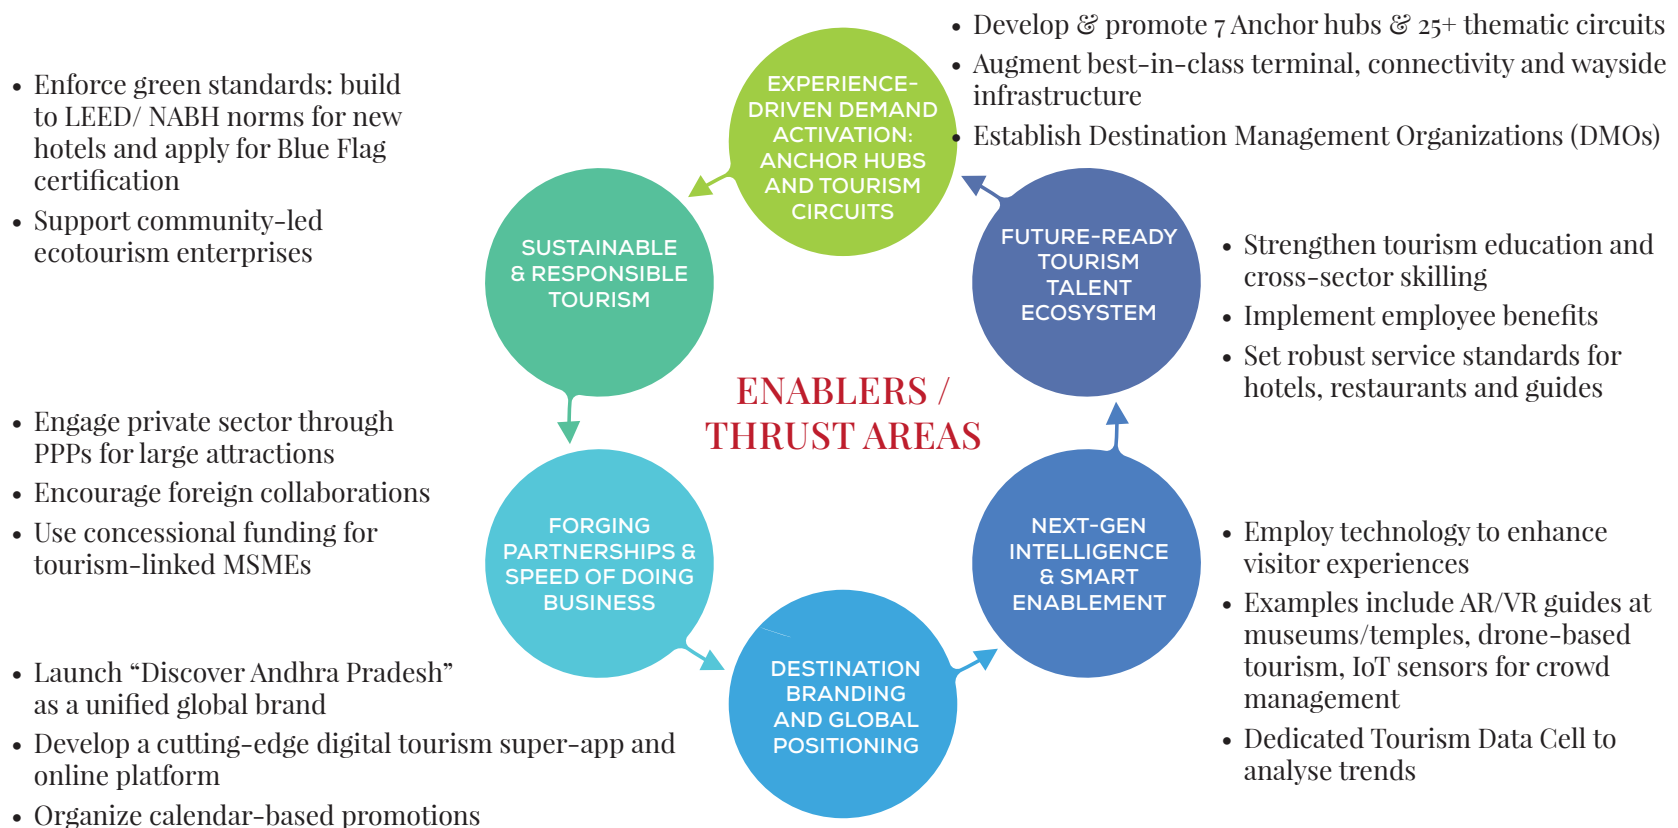 • Develop & promote 7 Anchor hubs & 25+ thematic circuits
• Augment best-in-class terminal, connectivity and wayside
infrastructure
• Establish Destination Management Organizations (DMOs)
EXPERIENCE-
DRIVEN DEMAND
ACTIVATION:
ANCHOR HUBS
AND TOURISM
CIRCUITS
• Enforce green standards: build
to LEED/ NABH norms for new
hotels and apply for Blue Flag
certification
• Support community-led
ecotourism enterprises
SUSTAINABLE
& RESPONSIBLE
TOURISM
FUTURE-READY
TOURISM
TALENT
ECOSYSTEM
• Strengthen tourism education and
cross-sector skilling
• Implement employee benefits
• Set robust service standards for
hotels, restaurants and guides
ENABLERS /
THRUST AREAS
• Engage private sector through
PPPs for large attractions
• Encourage foreign collaborations
• Use concessional funding for
tourism-linked MSMEs
FORGING
PARTNERSHIPS &
SPEED OF DOING
BUSINESS
NEXT-GEN
INTELLIGENCE
& SMART
ENABLEMENT
• Employ technology to enhance
visitor experiences
• Examples include AR/VR guides at
museums/temples, drone-based
tourism, IoT sensors for crowd
management
• Dedicated Tourism Data Cell to
analyse trends
• Launch “Discover Andhra Pradesh”
as a unified global brand
• Develop a cutting-edge digital tourism super-app and
online platform
• Organize calendar-based promotions
DESTINATION
BRANDING
AND GLOBAL
POSITIONING